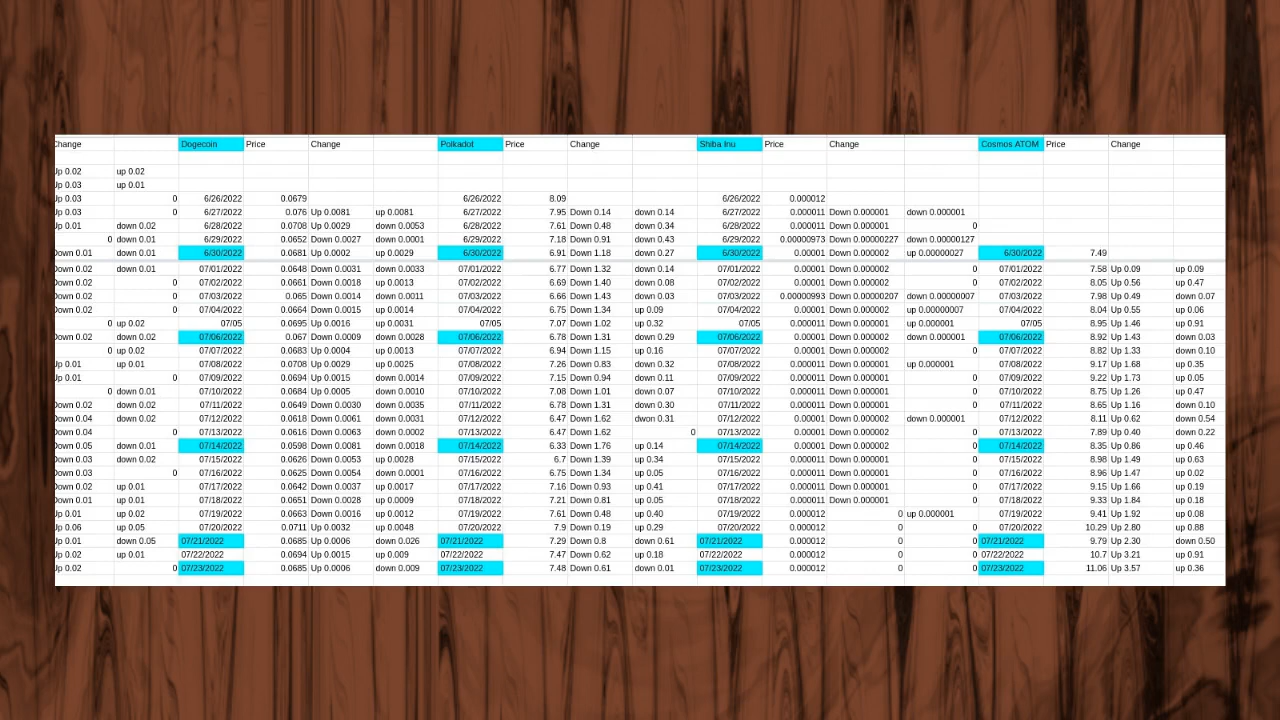 Change Dogecoin Price Change Polkadot Price Change Shiba Inu Price Change Cosmos ATOM Price Change
Up 0.02 up 0.02
Up 0.03 up 0.01
Up 0.03 0 6/26/2022 0.0679 6/26/2022 8.09 6/26/2022 0.000012
Up 0.03 0 6/27/2022 0.076 Up 0.0081 up 0.0081 6/27/2022 7.95 Down 0.14 down 0.14 6/27/2022 0.000011 Down 0.000001 down 0.000001
Up 0.01 down 0.02 6/28/2022 0.0708 Up 0.0029 down 0.0053 6/28/2022 7.61 Down 0.48 down 0.34 6/28/2022 0.000011 Down 0.000001 0
0 down 0.01 6/29/2022 0.0652 Down 0.0027 down 0.0001 6/29/2022 7.18 Down 0.91 down 0.43 6/29/2022 0.00000973 Down 0.00000227 down 0.00000127
Down 0.01 down 0.01 6/30/2022 0.0681 Up 0.0002 up 0.0029 6/30/2022 6.91 Down 1.18 down 0.27 6/30/2022 0.00001 Down 0.000002 up 0.00000027 6/30/2022 7.49
Down 0.02 down 0.01 07/01/2022 0.0648 Down 0.0031 down 0.0033 07/01/2022 6.77 Down 1.32 down 0.14 07/01/2022 0.00001 Down 0.000002 0 07/01/2022 7.58 Up 0.09 up 0.09
Down 0.02 0 07/02/2022 0.0661 Down 0.0018 up 0.0013 07/02/2022 6.69 Down 1.40 down 0.08 07/02/2022 0.00001 Down 0.000002 0 07/02/2022 8.05 Up 0.56 up 0.47
Down 0.02 0 07/03/2022 0.065 Down 0.0014 down 0.0011 07/03/2022 6.66 Down 1.43 down 0.03 07/03/2022 0.00000993 Down 0.00000207 down 0.00000007 07/03/2022 7.98 Up 0.49 down 0.07
Down 0.02 0 07/04/2022 0.0664 Down 0.0015 up 0.0014 07/04/2022 6.75 Down 1.34 up 0.09 07/04/2022 0.00001 Down 0.000002 up 0.00000007 07/04/2022 8.04 Up 0.55 up 0.06
0 up 0.02 07/05 0.0695 Up 0.0016 up 0.0031 07/05 7.07 Down 1.02 up 0.32 07/05 0.000011 Down 0.000001 up 0.000001 07/05 8.95 Up 1.46 up 0.91
Down 0.02 down 0.02 07/06/2022 0.067 Down 0.0009 down 0.0028 07/06/2022 6.78 Down 1.31 down 0.29 07/06/2022 0.00001 Down 0.000002 down 0.000001 07/06/2022 8.92 Up 1.43 down 0.03
0 up 0.02 07/07/2022 0.0683 Up 0.0004 up 0.0013 07/07/2022 6.94 Down 1.15 up 0.16 07/07/2022 0.00001 Down 0.000002 0 07/07/2022 8.82 Up 1.33 down 0.10
Up 0.01 up 0.01 07/08/2022 0.0708 Up 0.0029 up 0.0025 07/08/2022 7.26 Down 0.83 down 0.32 07/08/2022 0.000011 Down 0.000001 up 0.000001 07/08/2022 9.17 Up 1.68 up 0.35
Up 0.01 0 07/09/2022 0.0694 Up 0.0015 down 0.0014 07/09/2022 7.15 Down 0.94 down 0.11 07/09/2022 0.000011 Down 0.000001 0 07/09/2022 9.22 Up 1.73 up 0.05
0 down 0.01 07/10/2022 0.0684 Up 0.0005 down 0.0010 07/10/2022 7.08 Down 1.01 down 0.07 07/10/2022 0.000011 Down 0.000001 0 07/10/2022 8.75 Up 1.26 up 0.47
Down 0.02 down 0.02 07/11/2022 0.0649 Down 0.0030 down 0.0035 07/11/2022 6.78 Down 1.31 down 0.30 07/11/2022 0.000011 Down 0.000001 0 07/11/2022 8.65 Up 1.16 down 0.10
Down 0.04 down 0.02 07/12/2022 0.0618 Down 0.0061 down 0.0031 07/12/2022 6.47 Down 1.62 dwon 0.31 07/12/2022 0.00001 Down 0.000002 down 0.000001 07/12/2022 8.11 Up 0.62 down 0.54
Down 0.04 0 07/13/2022 0.0616 Down 0.0063 down 0.0002 07/13/2022 6.47 Down 1.62 0 07/13/2022 0.00001 Down 0.000002 0 07/13/2022 7.89 Up 0.40 down 0.22
Down 0.05 down 0.01 07/14/2022 0.0598 Down 0.0081 down 0.0018 07/14/2022 6.33 Down 1.76 up 0.14 07/14/2022 0.00001 Down 0.000002 0 07/14/2022 8.35 Up 0.86 up 0.46
Down 0.03 down 0.02 07/15/2022 0.0626 Down 0.0054 up 0.0028 07/15/2022 6.7 Down 1.39 up 0.34 07/15/2022 0.000011 Down 0.000001 0 07/15/2022 8.98 Up 1.49 up 0.63
Down 0.03 0 07/16/2022 0.0625 Down 0.0054 down 0.0001 07/16/2022 6.75 Down 1.34 up 0.05 07/16/2022 0.000011 Down 0.000001 0 07/16/2022 8.96 Up 1.47 up 0.02
Down 0.02 up 0.01 07/17/2022 0.0642 Down 0.0037 up 0.0017 07/17/2022 7.16 Down 0.93 up 0.41 07/17/2022 0.000011 Down 0.000001 0 07/17/2022 9.15 Up 1.66 up 0.19
Down 0.01 up 0.01 07/18/2022 0.0651 Down 0.0028 up 0.0009 07/18/2022 7.21 Down 0.81 up 0.05 07/18/2022 0.000011 Down 0.000001 0 07/18/2022 9.33 Up 1.84 up 0.18
Up 0.01 up 0.02 07/19/2022 0.0663 Down 0.0016 up 0.0012 07/19/2022 7.61 Down 0.48 up 0.40 07/19/2022 0.000012 0 up 0.000001 07/19/2022 9.41 Up 1.92 up 0.08
Up 0.06 up 0.05 07/20/2022 0.0711 Up 0.0032 up 0.0048 07/20/2022 7.9 Down 0.19 up 0.29 07/20/2022 0.000012 0 0 07/20/2022 10.29 Up 2.80 up 0.88
Up 0.01 down 0.05 07/21/2022 0.0685 Up 0.0006 down 0.026 07/21/2022 7.29 Down 0.8 down 0.61 07/21/2022 0.000012 0 0 07/21/2022 9.79 Up 2.30 down 0.50
Up 0.02 up 0.01 07/22/2022 0.0694 Up 0.0015 up 0.009 07/22/2022 7.47 Down 0.62 up 0.18 07/22/2022 0.000012 0 0 07/22/2022 10.7 Up 3.21 up 0.91
Up 0.02 0 07/23/2022 0.0685 Up 0.0006 down 0.009 07/23/2022 7.48 Down 0.61 down 0.01 07/23/2022 0.000012 0 0 07/23/2022 11.06 Up 3.57 up 0.36